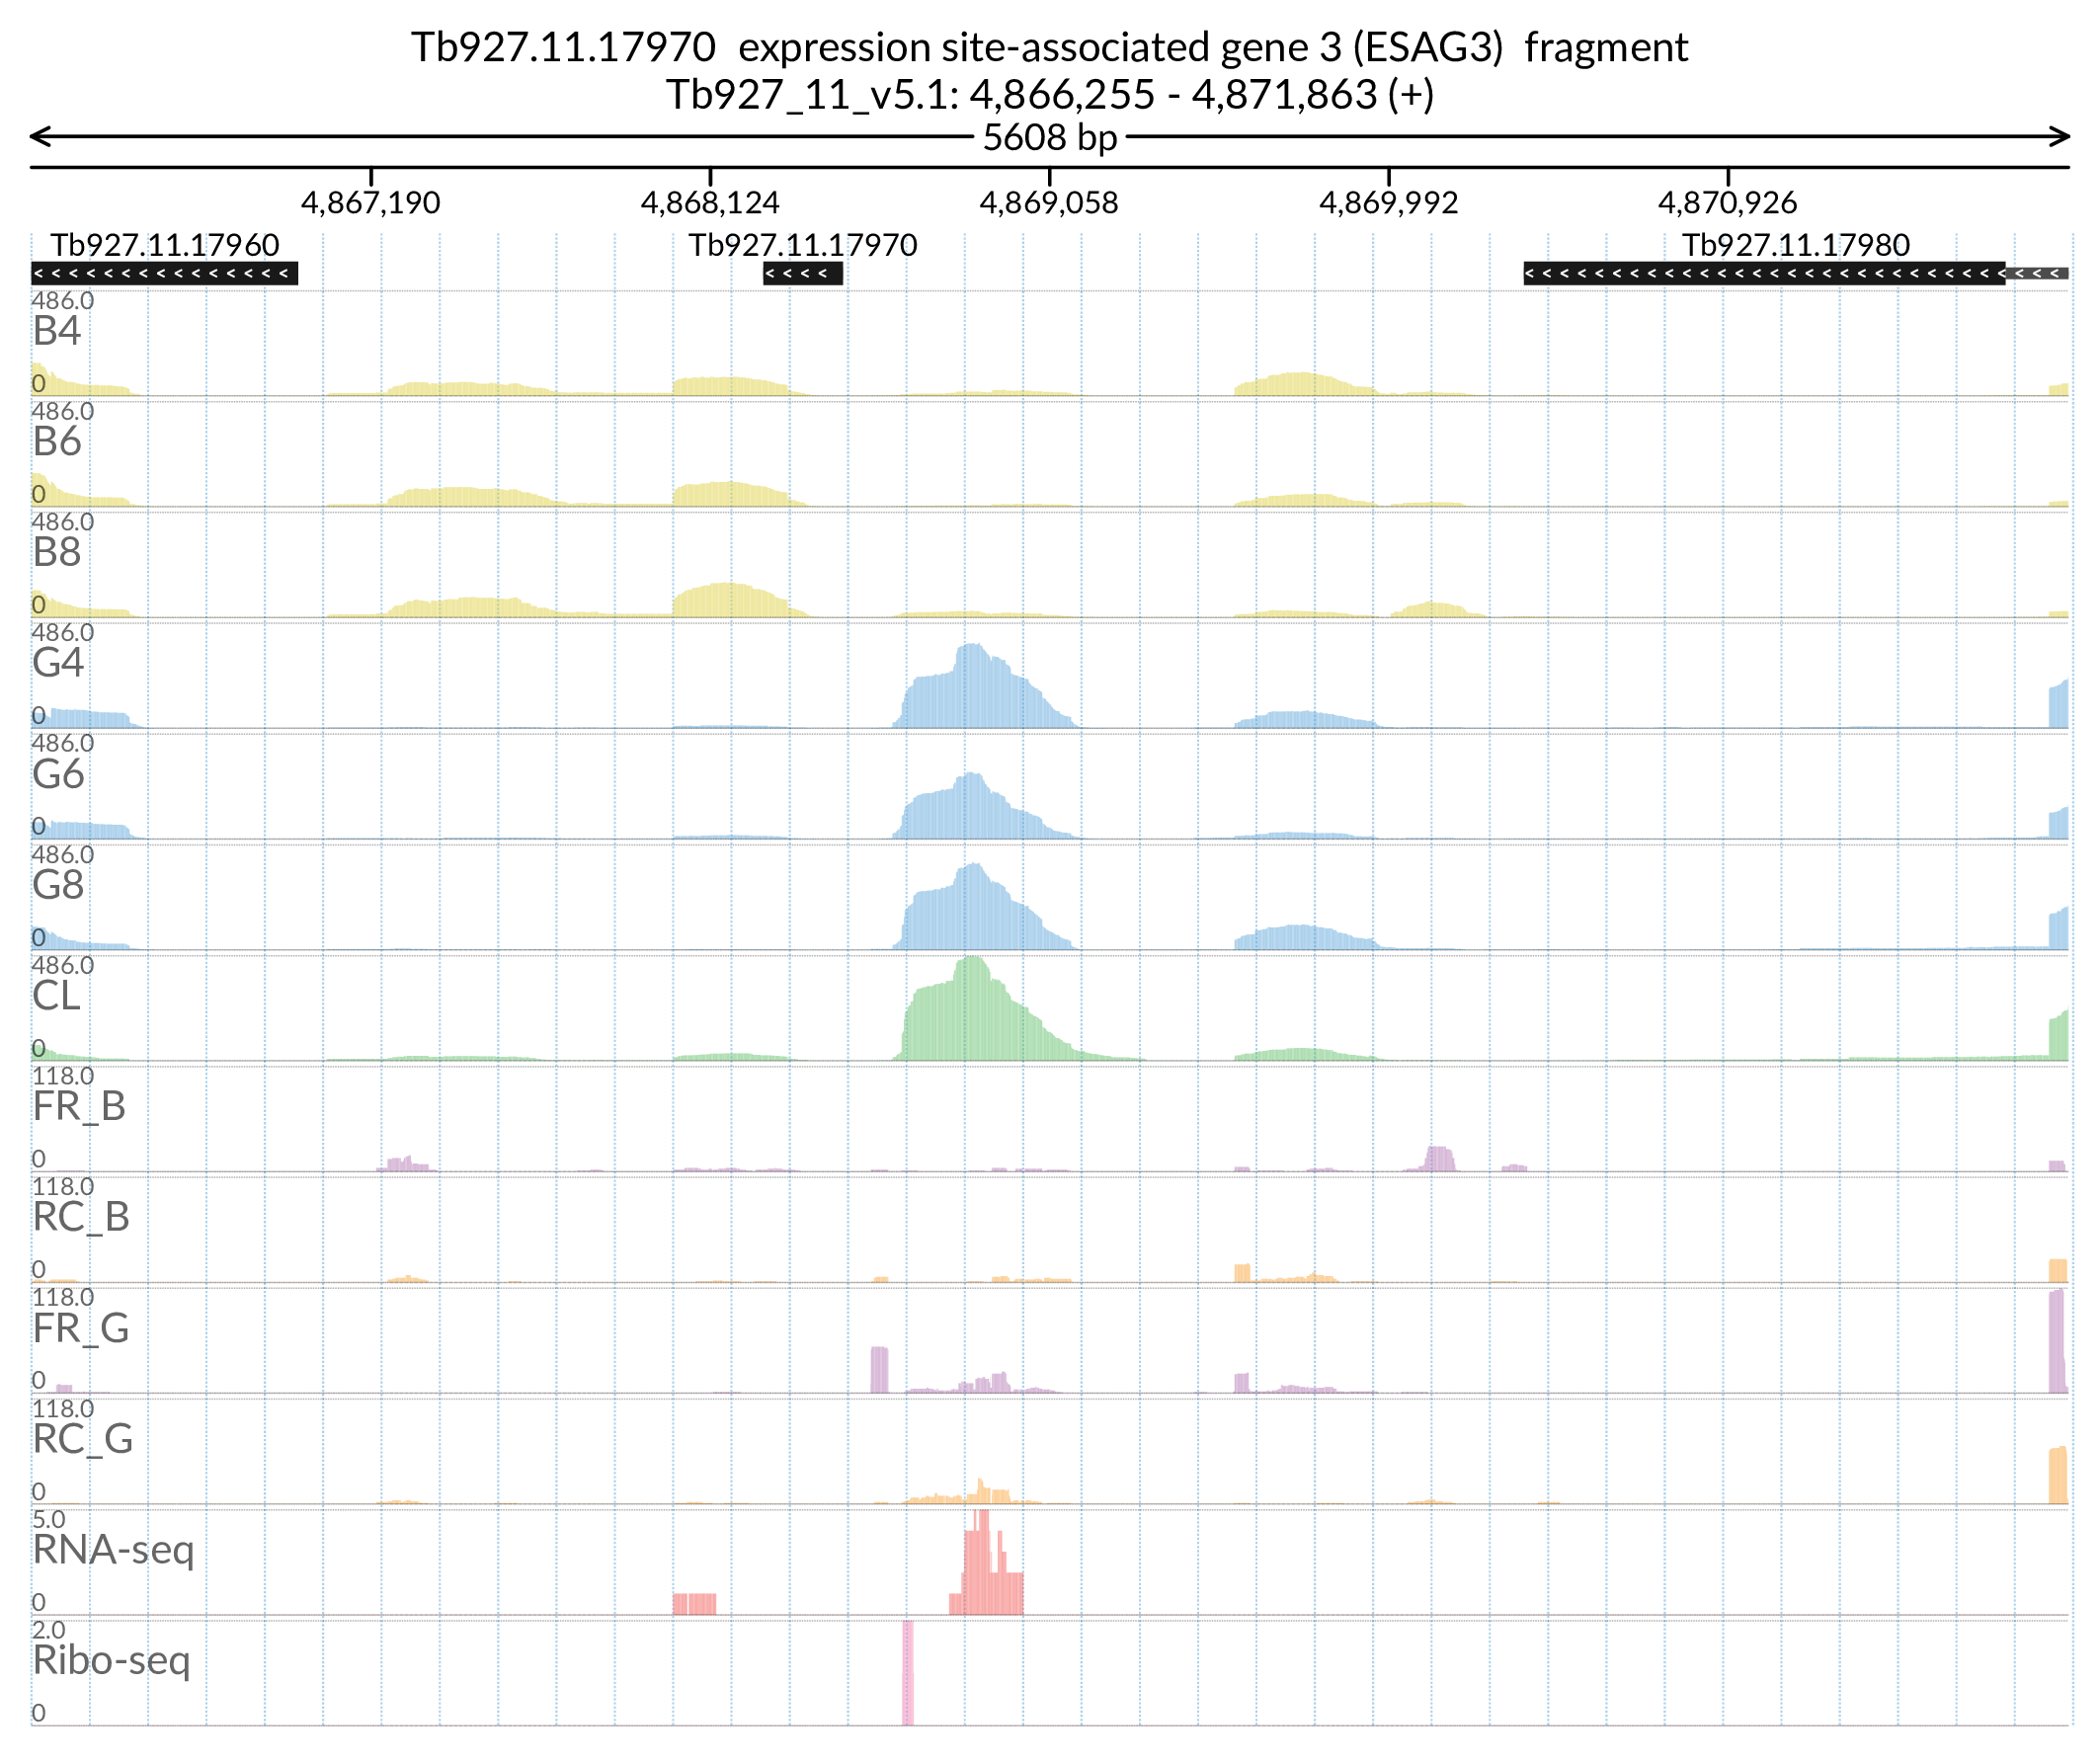 Tb927.11.17970  expression site-associated gene 3 (ESAG3)  fragment
Tb927_11_v5.1: 4,866,255 - 4,871,863 (+)
5608 bp
4,867,190 4,868,124 4,869,058 4,869,992 4,870,926
Tb927.11.17960 Tb927.11.17970 Tb927.11.17980
486.0
B4
0
486.0
B6
0
486.0
B8
0
486.0
G4
0
486.0
G6
0
486.0
G8
0
486.0
CL
0
118.0
FR_B
0
118.0
RC_B
0
118.0
FR_G
0
118.0
RC_G
0
5.0
RNA-seq
0
2.0
Ribo-seq
0